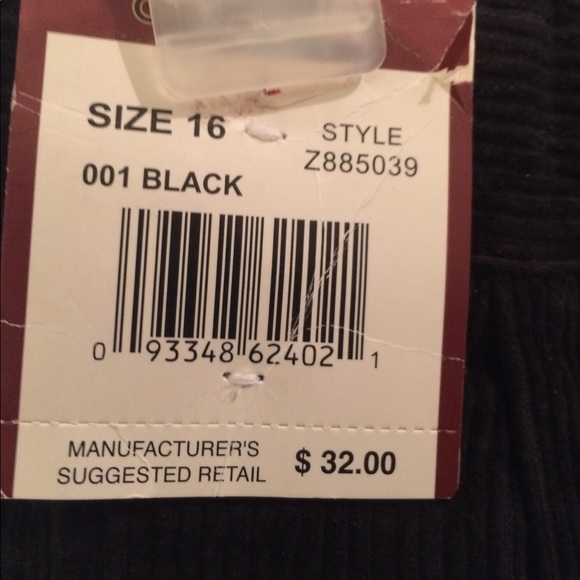 SIZE 16
STYLE
Z885039
001 BLACK
0 93348 62402 1
MANUFACTURER'S
SUGGESTED RETAIL
$ 32.00